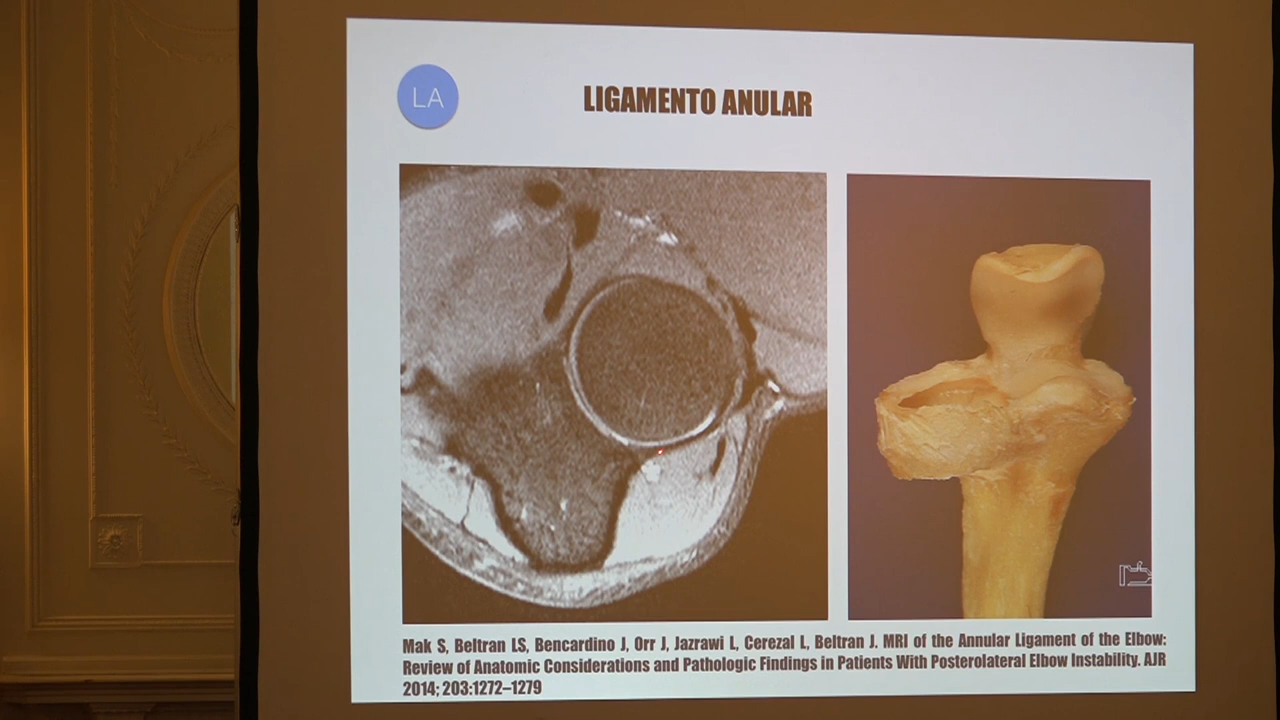 LA
LIGAMENTO ANULAR
Mak S, Beltran LS, Bencardino J, Orr J, Jazrawi L, Cerezal L, Beltran J. MRI of the Annular Ligament of the Elbow:
Review of Anatomic Considerations and Pathologic Findings in Patients With Posterolateral Elbow Instability. AJR
2014; 203:1272–1279